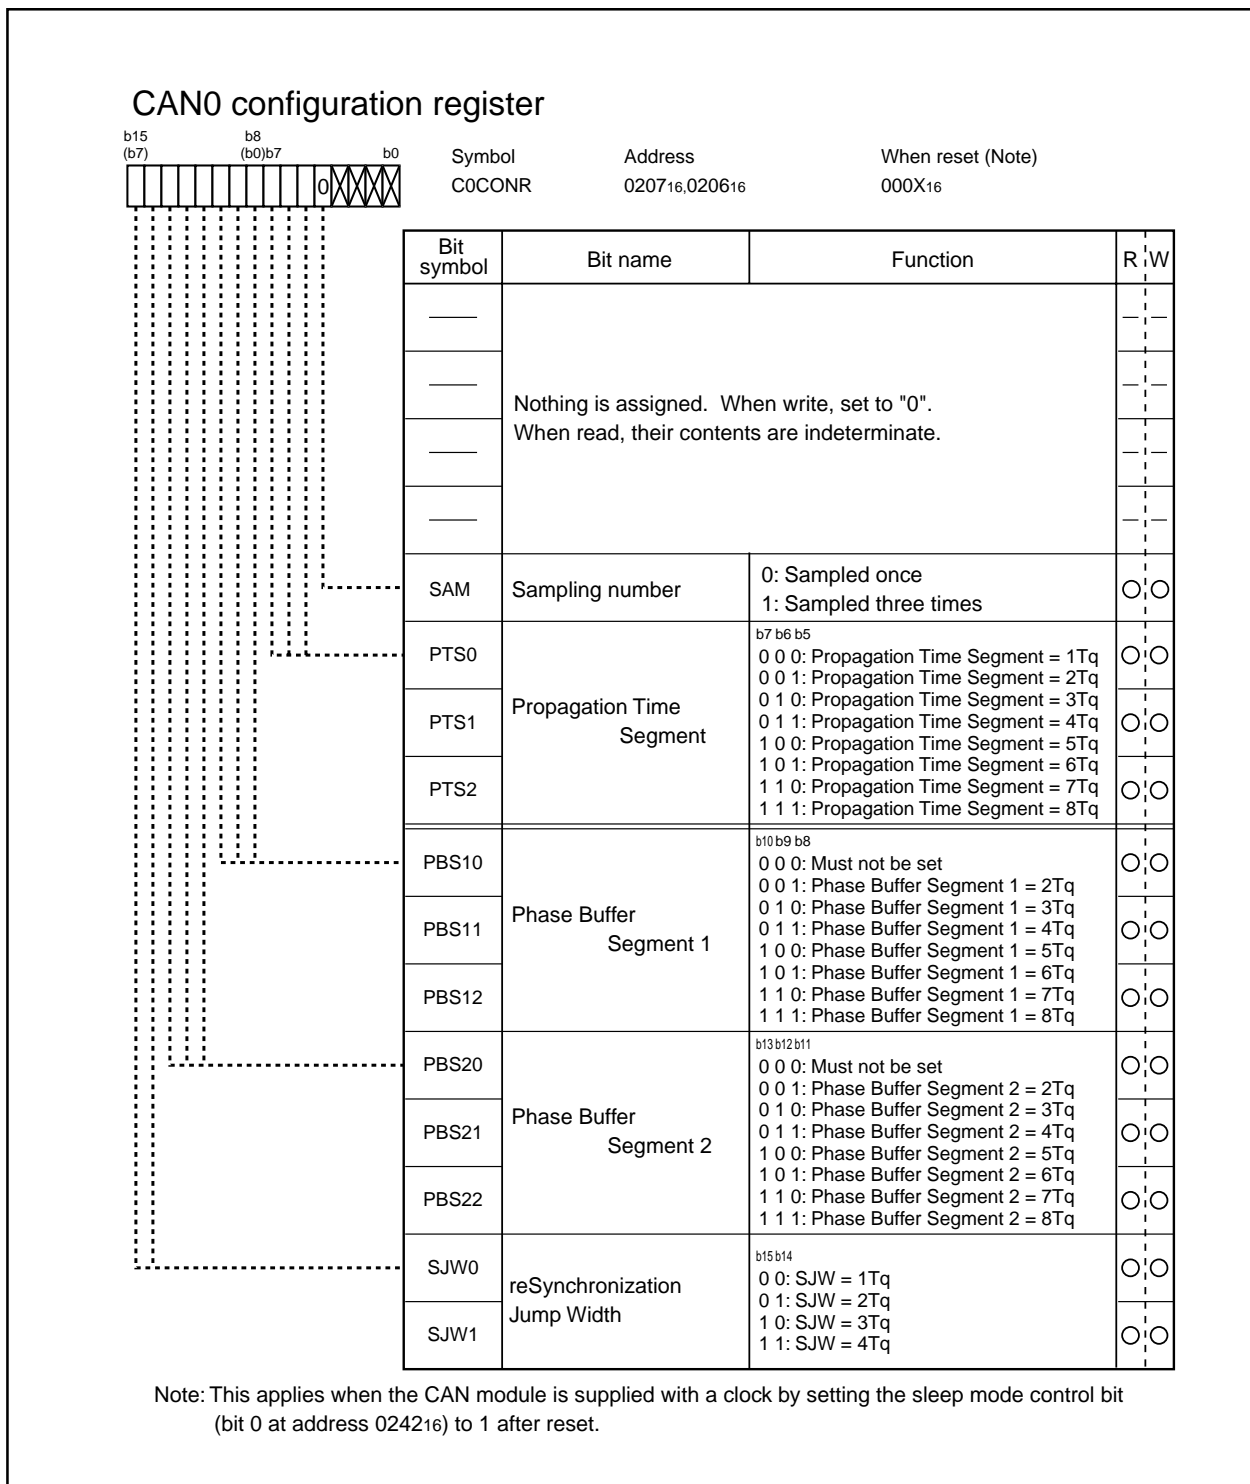 CAN0 configuration register
b15 b8
(b7) (b0)b7 b0
Symbol Address When reset (Note)
0 C0CONR 020716,020616 000X16
Bit symbol Bit name Function R W
Nothing is assigned. When write, set to "0".
When read, their contents are indeterminate.
SAM Sampling number
0: Sampled once
1: Sampled three times
PTS0
PTS1
PTS2
Propagation Time
Segment
b7 b6 b5
0 0 0: Propagation Time Segment = 1Tq
0 0 1: Propagation Time Segment = 2Tq
0 1 0: Propagation Time Segment = 3Tq
0 1 1: Propagation Time Segment = 4Tq
1 0 0: Propagation Time Segment = 5Tq
1 0 1: Propagation Time Segment = 6Tq
1 1 0: Propagation Time Segment = 7Tq
1 1 1: Propagation Time Segment = 8Tq
PBS10
PBS11
PBS12
Phase Buffer
Segment 1
b10 b9 b8
0 0 0: Must not be set
0 0 1: Phase Buffer Segment 1 = 2Tq
0 1 0: Phase Buffer Segment 1 = 3Tq
0 1 1: Phase Buffer Segment 1 = 4Tq
1 0 0: Phase Buffer Segment 1 = 5Tq
1 0 1: Phase Buffer Segment 1 = 6Tq
1 1 0: Phase Buffer Segment 1 = 7Tq
1 1 1: Phase Buffer Segment 1 = 8Tq
PBS20
PBS21
PBS22
Phase Buffer
Segment 2
b13 b12 b11
0 0 0: Must not be set
0 0 1: Phase Buffer Segment 2 = 2Tq
0 1 0: Phase Buffer Segment 2 = 3Tq
0 1 1: Phase Buffer Segment 2 = 4Tq
1 0 0: Phase Buffer Segment 2 = 5Tq
1 0 1: Phase Buffer Segment 2 = 6Tq
1 1 0: Phase Buffer Segment 2 = 7Tq
1 1 1: Phase Buffer Segment 2 = 8Tq
SJW0
SJW1
reSynchronization
Jump Width
b15 b14
0 0: SJW = 1Tq
0 1: SJW = 2Tq
1 0: SJW = 3Tq
1 1: SJW = 4Tq
Note: This applies when the CAN module is supplied with a clock by setting the sleep mode control bit
(bit 0 at address 024216) to 1 after reset.